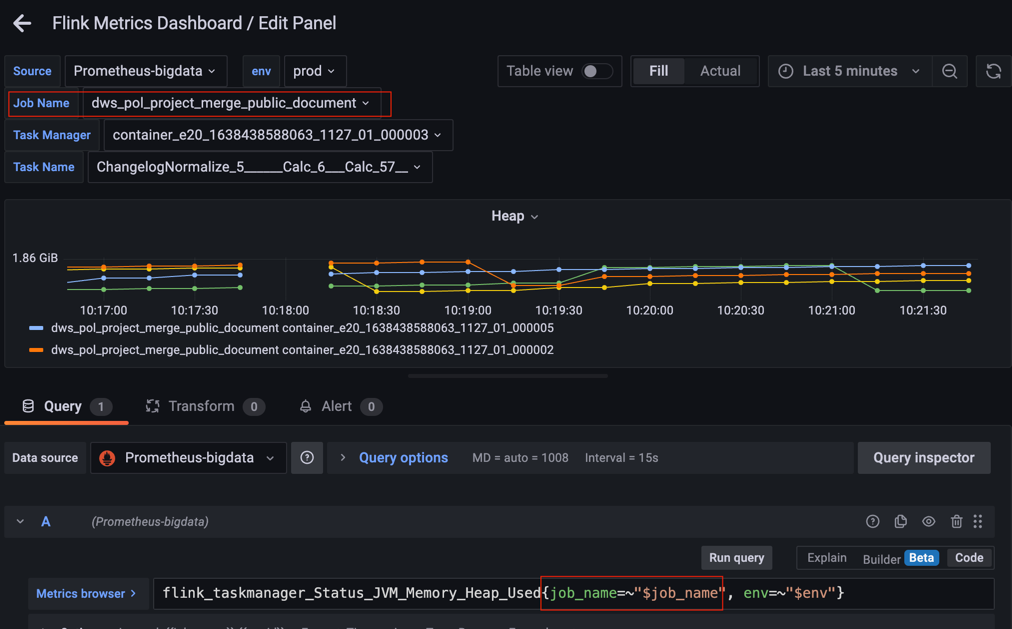 Flink Metrics Dashboard / Edit Panel
Source Prometheus-bigdata env prod Table view Fill Actual Last 5 minutes
Job Name dws_pol_project_merge_public_document
Task Manager container_e20_1638438588063_1127_01_000003
Task Name ChangelogNormalize_5______Calc_6___Calc_57__
Heap
1.86 GiB
10:17:00 10:17:30 10:18:00 10:18:30 10:19:00 10:19:30 10:20:00 10:20:30 10:21:00 10:21:30
dws_pol_project_merge_public_document container_e20_1638438588063_1127_01_000005
dws_pol_project_merge_public_document container_e20_1638438588063_1127_01_000002
Query 1 Transform 0 Alert 0
Data source Prometheus-bigdata Query options MD = auto = 1008 Interval = 15s Query inspector
A (Prometheus-bigdata)
Run query Explain Builder Beta Code
Metrics browser flink_taskmanager_Status_JVM_Memory_Heap_Used{job_name=~"$job_name", env=~"$env"}